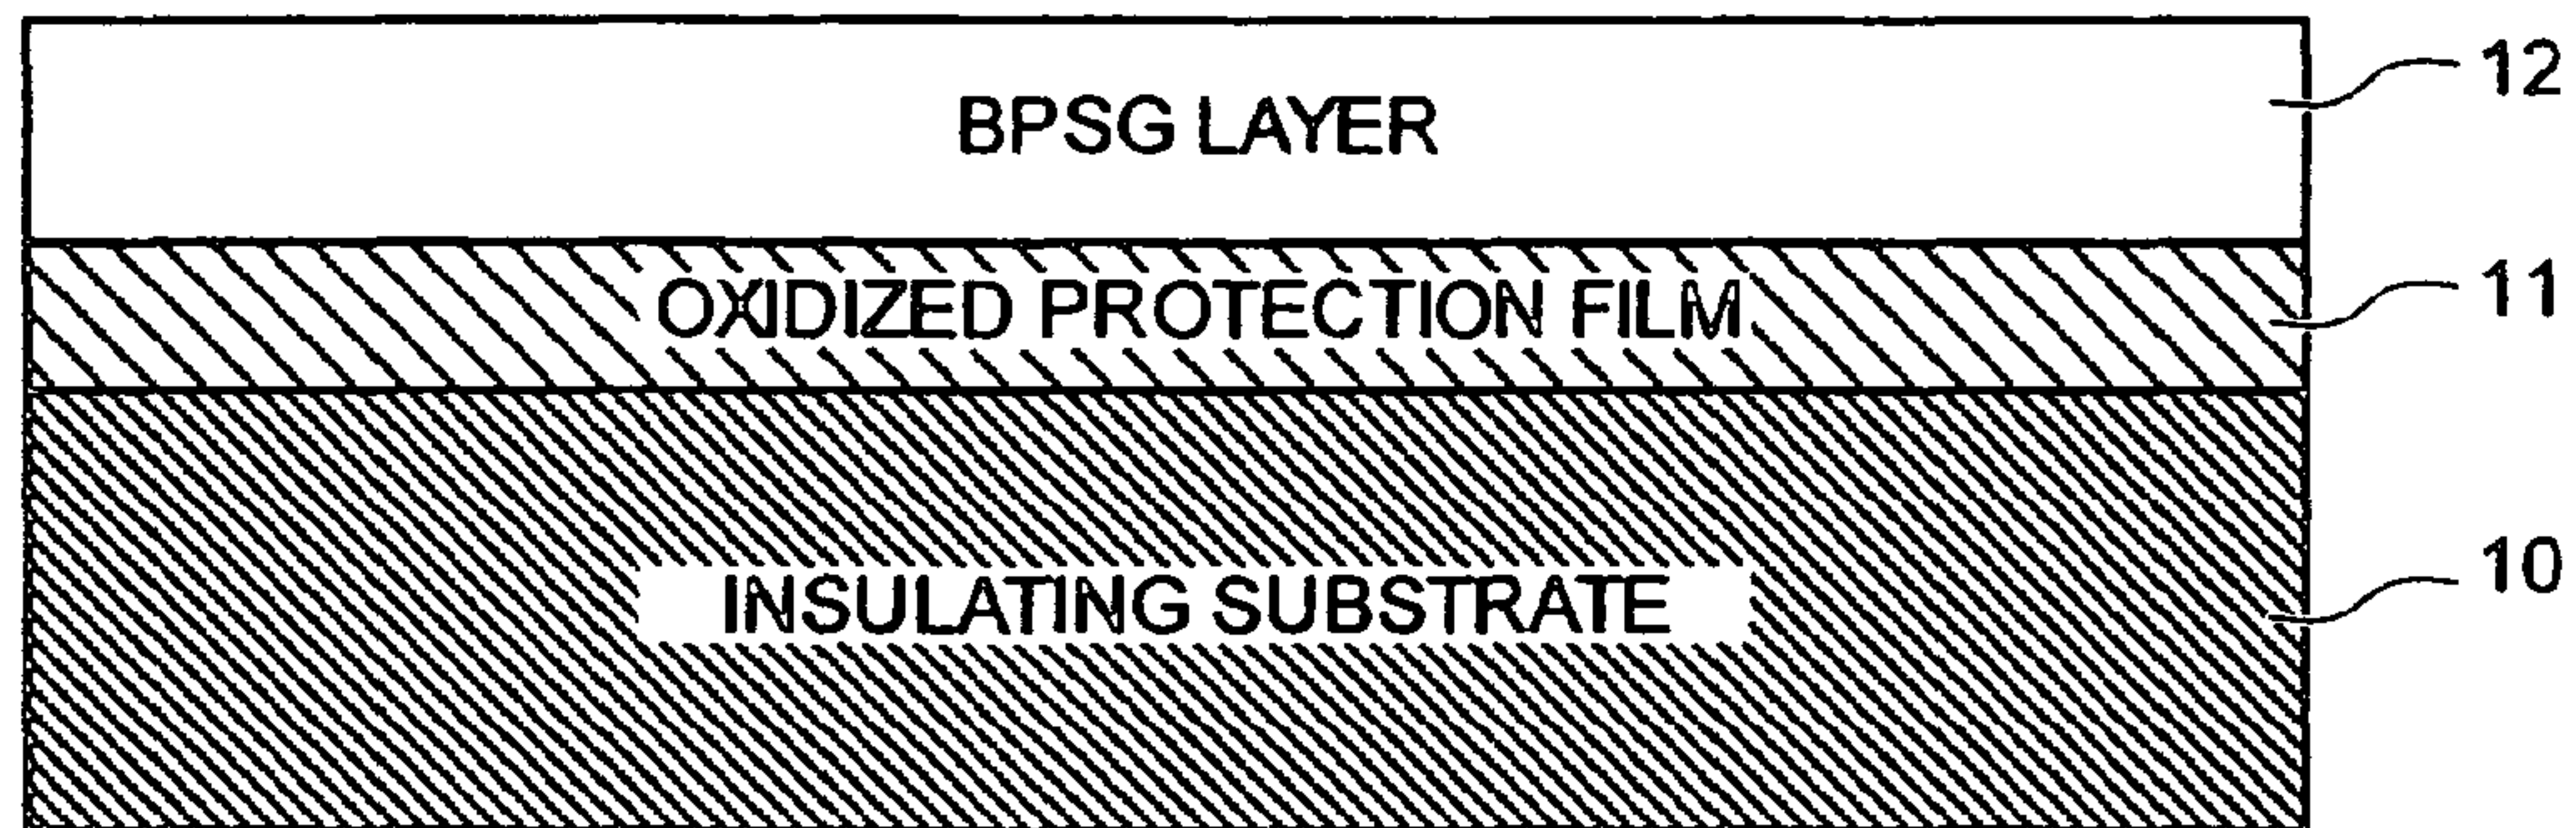 BPSG LAYER
12
OXIDIZED PROTECTION FILM
11
INSULATING SUBSTRATE
10